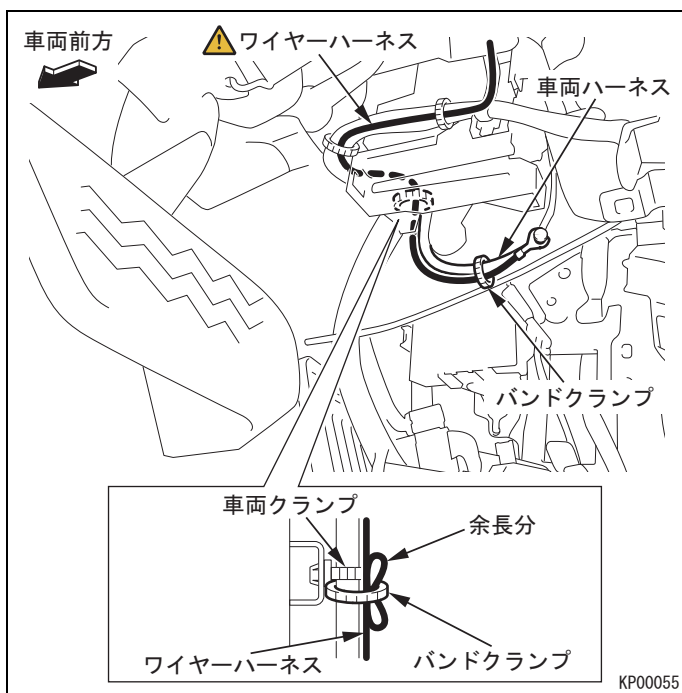 車両前方
ワイヤーハーネス
車両ハーネス
バンドクランプ
車両クランプ
余長分
ワイヤーハーネス
バンドクランプ
KP00055